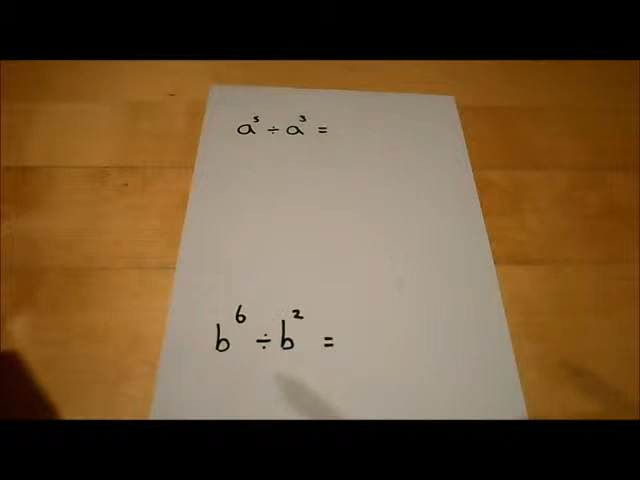 a⁵ ÷ a³ =
b⁶ ÷ b² =